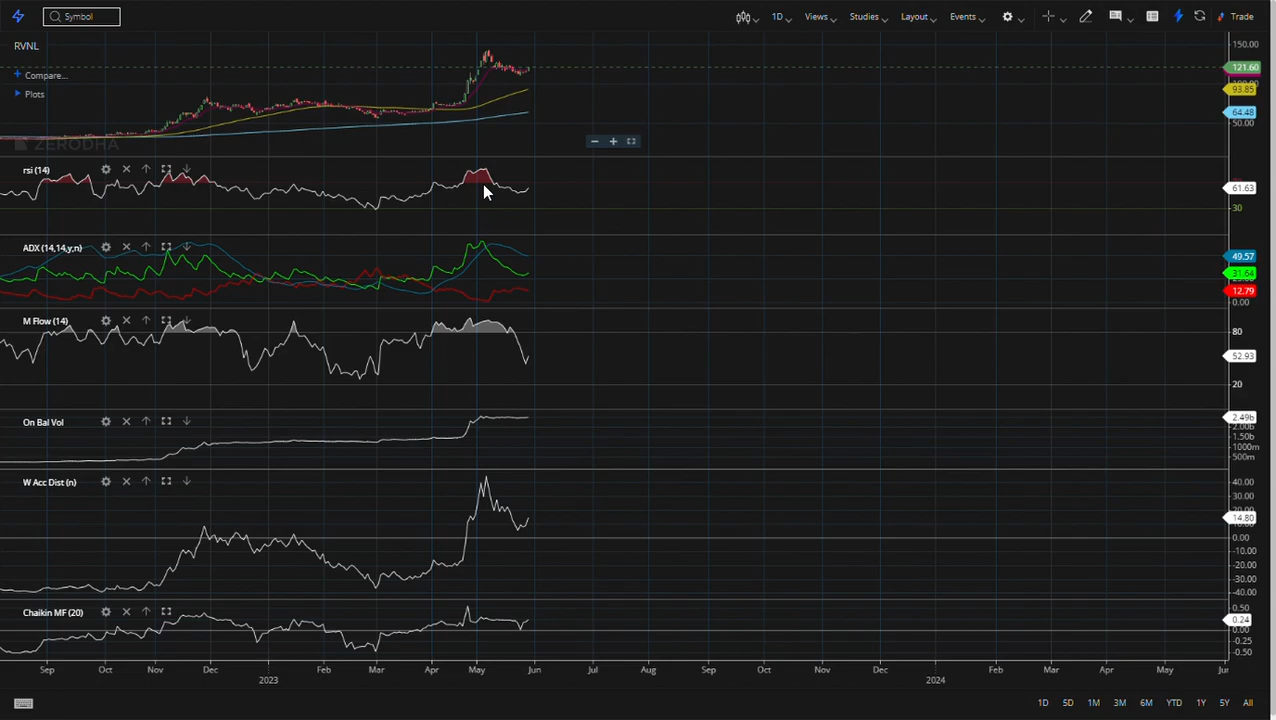 Symbol 1D Views Studies Layout Events Trade
RVNL
Compare...
Plots
150.00
121.60
93.85
64.48
50.00
ZERODHA
rsi (14)
61.63
30
ADX (14,14,y,n)
49.57
31.64
12.79
0.00
M Flow (14)
80
52.93
20
On Bal Vol
2.49b
2.00b
1.50b
1000m
500m
W Acc Dist (n)
40.00
30.00
14.80
0.00
-10.00
-20.00
-30.00
-40.00
Chaikin MF (20)
0.50
0.24
0.00
-0.25
-0.50
Sep Oct Nov Dec Feb Mar Apr May Jun Jul Aug Sep Oct Nov Dec Feb Mar Apr May
2023 2024
1D 5D 1M 3M 6M YTD 1Y 5Y All